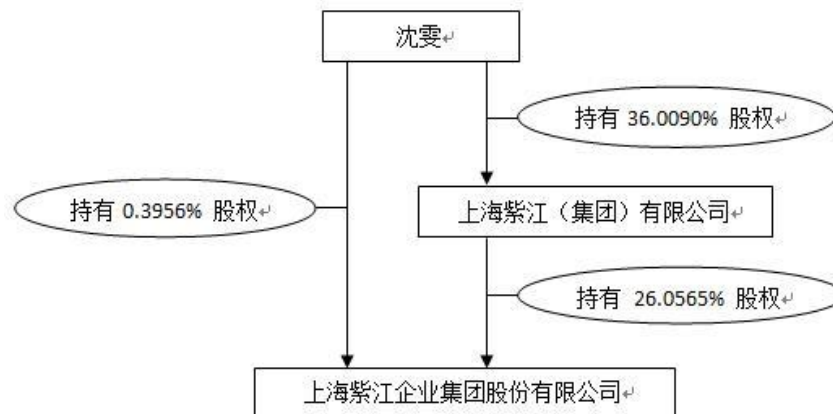 沈雯
持有 36.0090% 股权
持有 0.3956% 股权
上海紫江（集团）有限公司
持有 26.0565% 股权
上海紫江企业集团股份有限公司